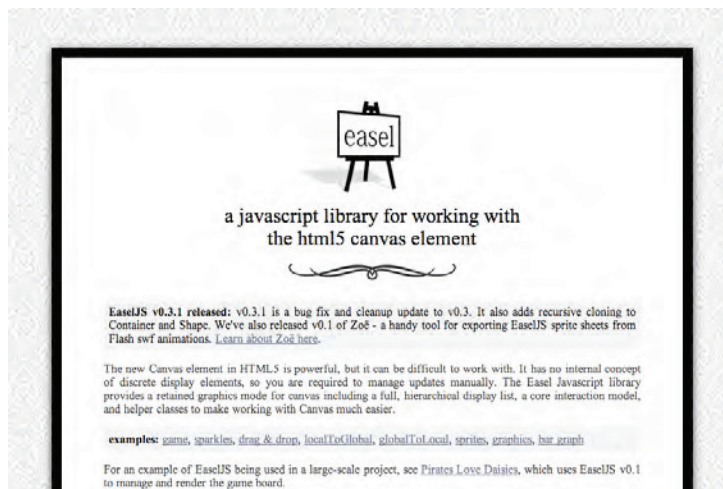 easel
a javascript library for working with
the html5 canvas element
EaselJS v0.3.1 released: v0.3.1 is a bug fix and cleanup update to v0.3. It also adds recursive cloning to
Container and Shape. We've also released v0.1 of Zoë - a handy tool for exporting EaselJS sprite sheets from
Flash swf animations. Learn about Zoë here.
The new Canvas element in HTML5 is powerful, but it can be difficult to work with. It has no internal concept
of discrete display elements, so you are required to manage updates manually. The Easel Javascript library
provides a retained graphics mode for canvas including a full, hierarchical display list, a core interaction model,
and helper classes to make working with Canvas much easier.
examples: game, sparkles, drag & drop, localToGlobal, globalToLocal, sprites, graphics, bar graph
For an example of EaselJS being used in a large-scale project, see Pirates Love Daisies, which uses EaselJS v0.1
to manage and render the game board.